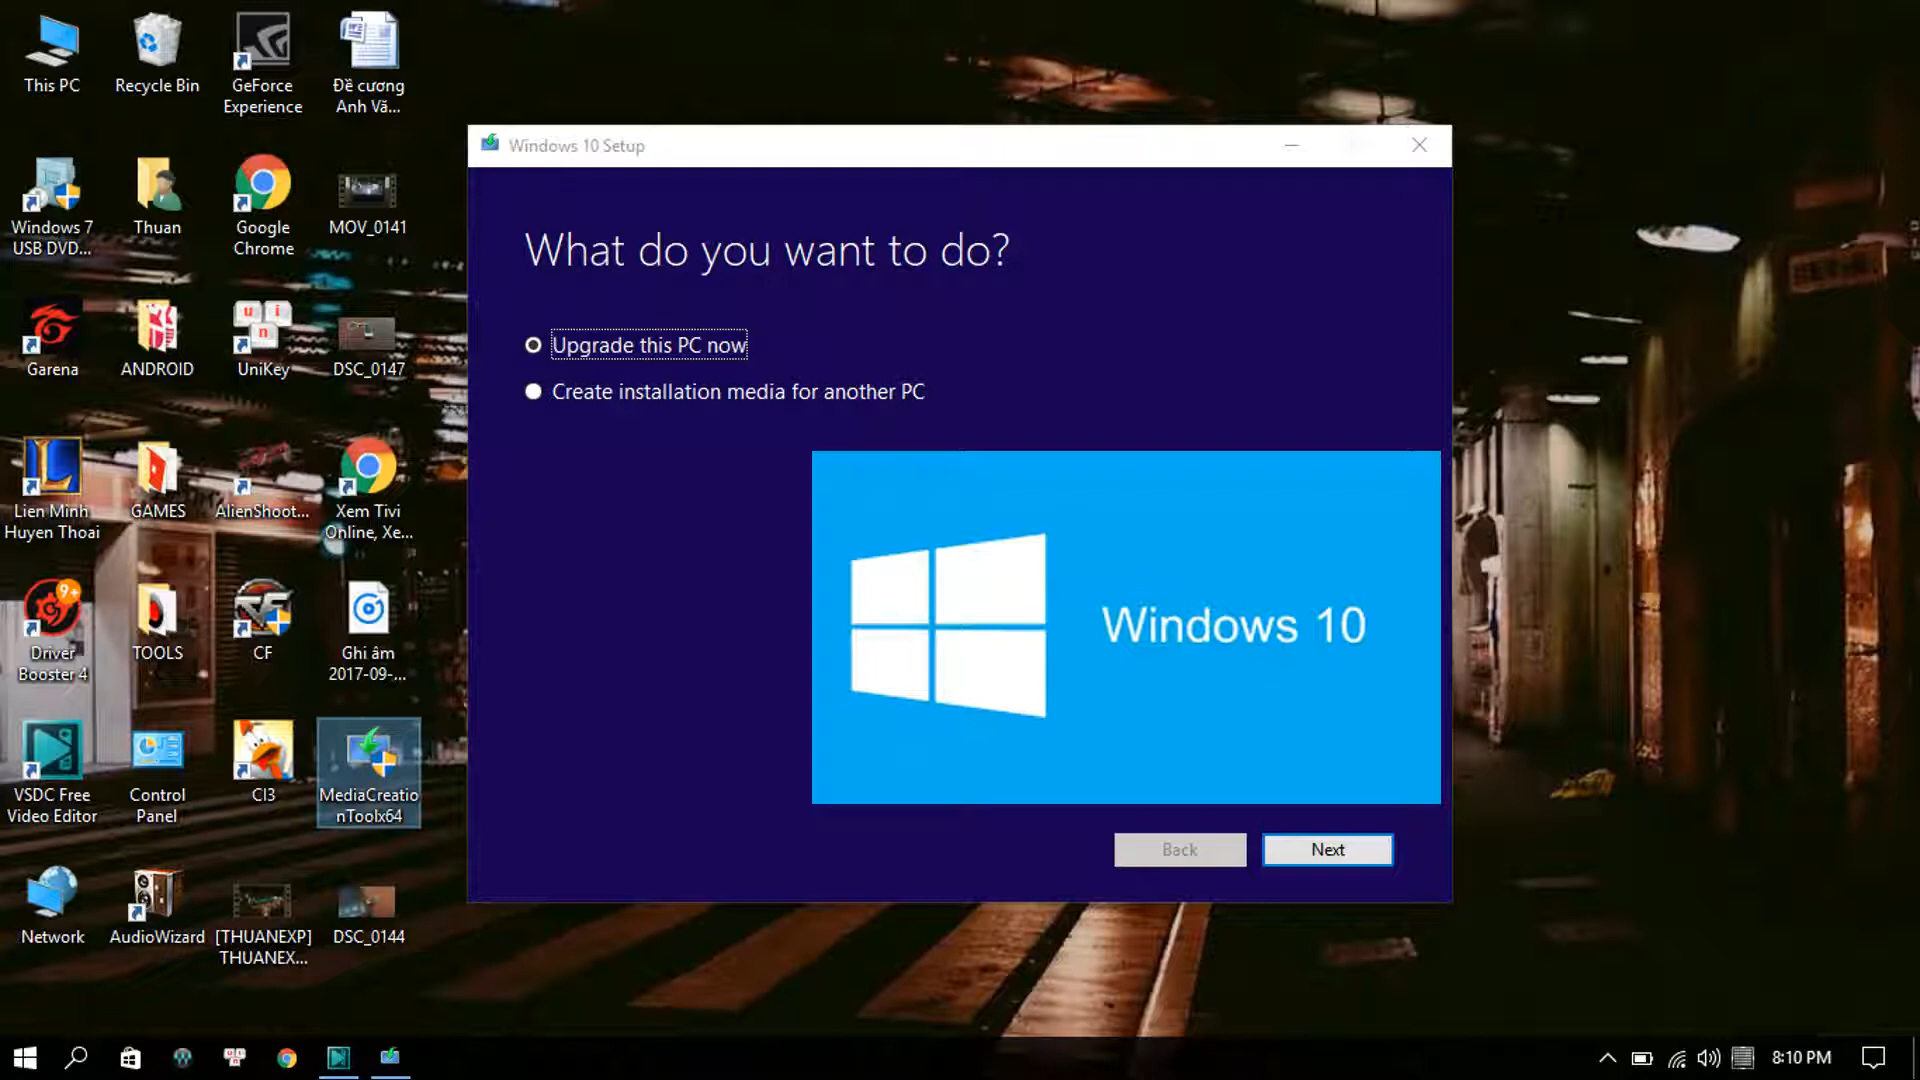 This PC
Recycle Bin
GeForce
Experience
Đề cương
Anh Vă...
Windows 7
USB DVD...
Thuan
Google
Chrome
MOV_0141
Garena
ANDROID
UniKey
DSC_0147
Lien Minh
Huyen Thoai
GAMES
AlienShoot...
Xem Tivi
Online, Xe...
9+
Driver
Booster 4
TOOLS
CF
Ghi âm
2017-09-...
VSDC Free
Video Editor
Control
Panel
CI3
MediaCreatio
nToolx64
Network
AudioWizard
[THUANEXP]
THUANEX...
DSC_0144
Windows 10 Setup
What do you want to do?
Upgrade this PC now
Create installation media for another PC
Windows 10
Back
Next
8:10 PM